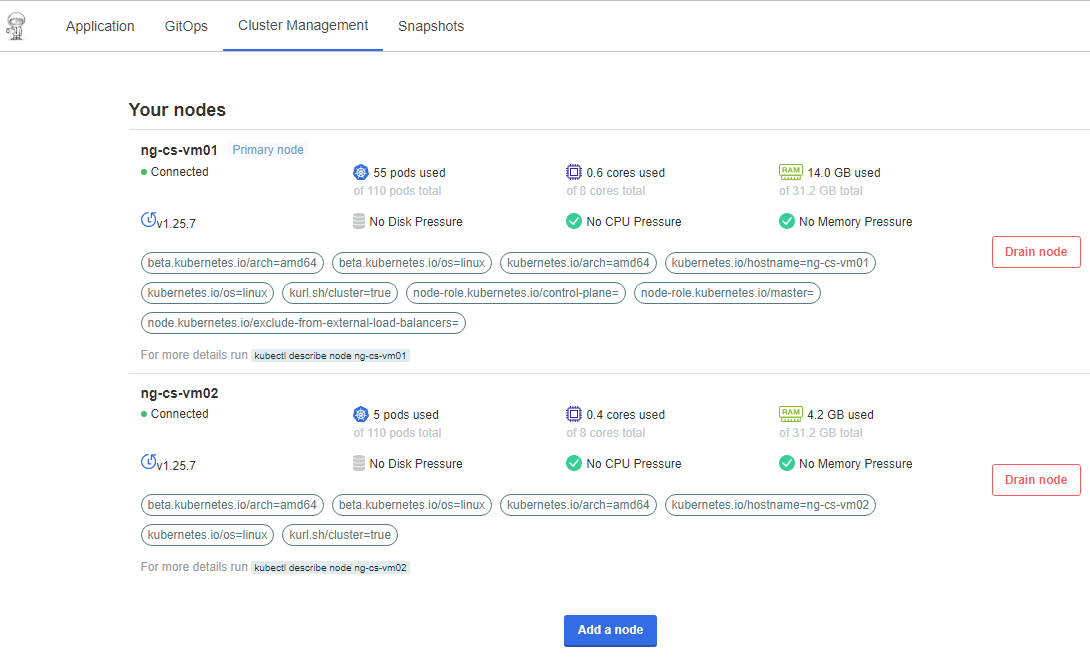 Application GitOps Cluster Management Snapshots
Your nodes
ng-cs-vm01 Primary node
Connected 55 pods used 0.6 cores used RAM 14.0 GB used
of 110 pods total of 8 cores total of 31.2 GB total
v1.25.7 No Disk Pressure No CPU Pressure No Memory Pressure
Drain node
beta.kubernetes.io/arch=amd64 beta.kubernetes.io/os=linux kubernetes.io/arch=amd64 kubernetes.io/hostname=ng-cs-vm01
kubernetes.io/os=linux kurl.sh/cluster=true node-role.kubernetes.io/control-plane= node-role.kubernetes.io/master=
node.kubernetes.io/exclude-from-external-load-balancers=
For more details run kubectl describe node ng-cs-vm01
ng-cs-vm02
Connected 5 pods used 0.4 cores used RAM 4.2 GB used
of 110 pods total of 8 cores total of 31.2 GB total
v1.25.7 No Disk Pressure No CPU Pressure No Memory Pressure
Drain node
beta.kubernetes.io/arch=amd64 beta.kubernetes.io/os=linux kubernetes.io/arch=amd64 kubernetes.io/hostname=ng-cs-vm02
kubernetes.io/os=linux kurl.sh/cluster=true
For more details run kubectl describe node ng-cs-vm02
Add a node